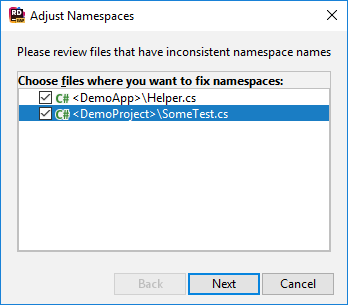 RD
Adjust Namespaces
Please review files that have inconsistent namespace names
Choose files where you want to fix namespaces:
C# <DemoApp>\Helper.cs
C# <DemoProject>\SomeTest.cs
Back Next Cancel